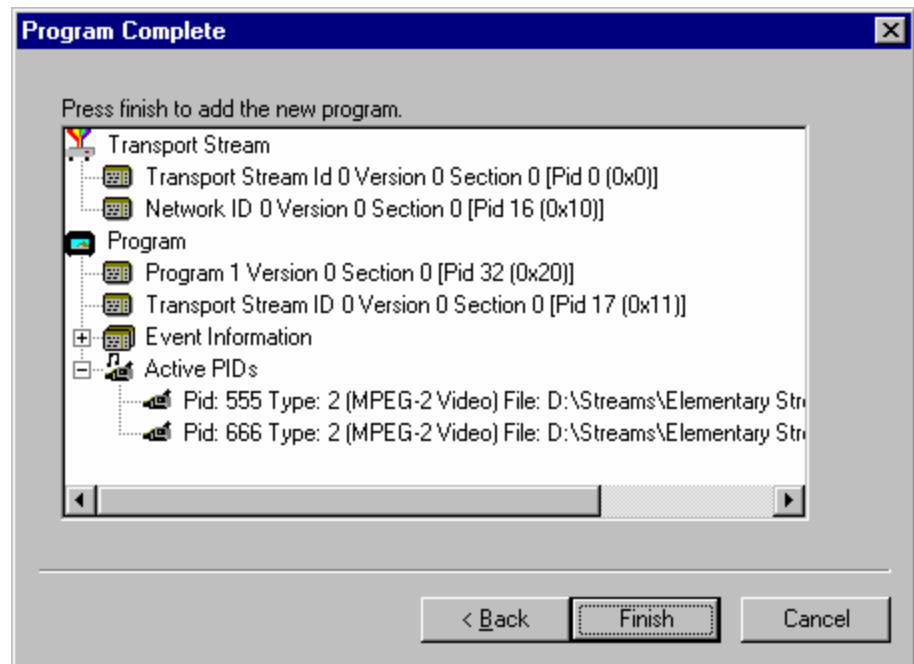 Program Complete
Press finish to add the new program.
Transport Stream
Transport Stream Id 0 Version 0 Section 0 [Pid 0 (0x0)]
Network ID 0 Version 0 Section 0 [Pid 16 (0x10)]
Program
Program 1 Version 0 Section 0 [Pid 32 (0x20)]
Transport Stream ID 0 Version 0 Section 0 [Pid 17 (0x11)]
Event Information
Active PIDs
Pid: 555 Type: 2 (MPEG-2 Video) File: D:\Streams\Elementary Stre
Pid: 666 Type: 2 (MPEG-2 Video) File: D:\Streams\Elementary Stre
< Back
Finish
Cancel